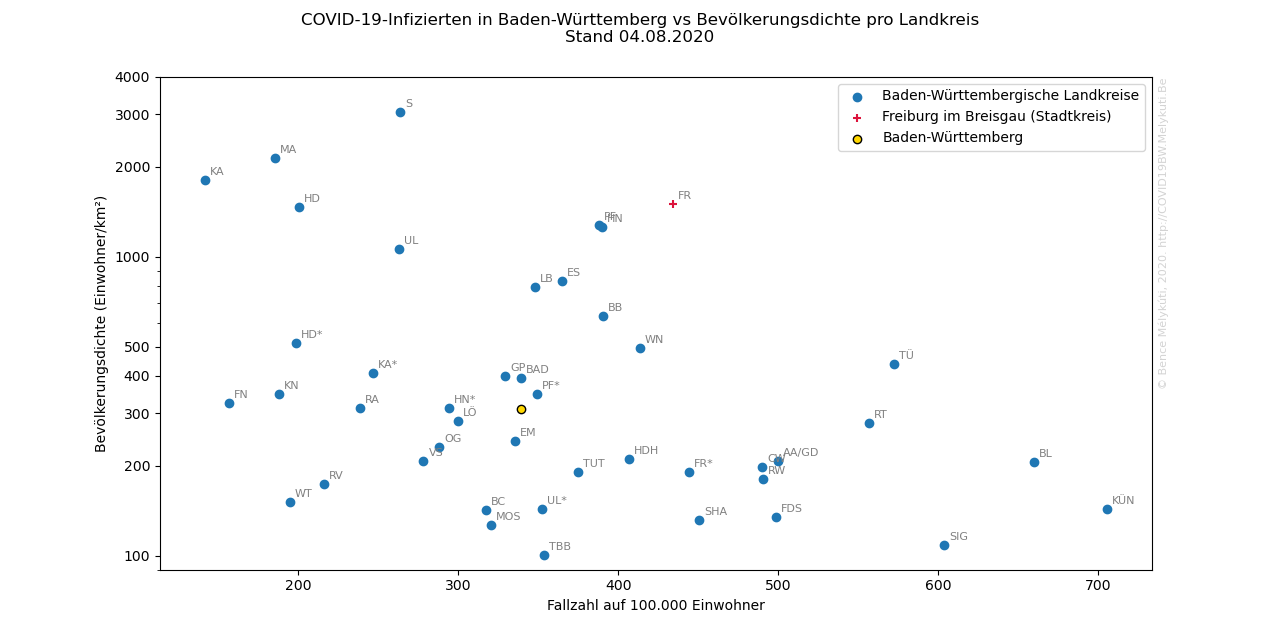 COVID-19-Infizierten in Baden-Württemberg vs Bevölkerungsdichte pro Landkreis
Stand 04.08.2020
Baden-Württembergische Landkreise
Freiburg im Breisgau (Stadtkreis)
Baden-Württemberg
© Bence Mélykúti, 2020. http://COVID19BW.Melykuti.Be
Bevölkerungsdichte (Einwohner/km²)
4000
3000
2000
1000
500
400
300
200
100
S
MA
KA
HD
FR
PF
HN
UL
LB
ES
BB
HD*
WN
TÜ
KA*
GP
BAD
FN
KN
PF*
RA
HN*
LÖ
RT
EM
OG
VS
HDH
TUT
FR*
CW
AA/GD
RW
BL
RV
WT
BC
UL*
MOS
SHA
FDS
KÜN
TBB
SIG
200
300
400
500
600
700
Fallzahl auf 100.000 Einwohner